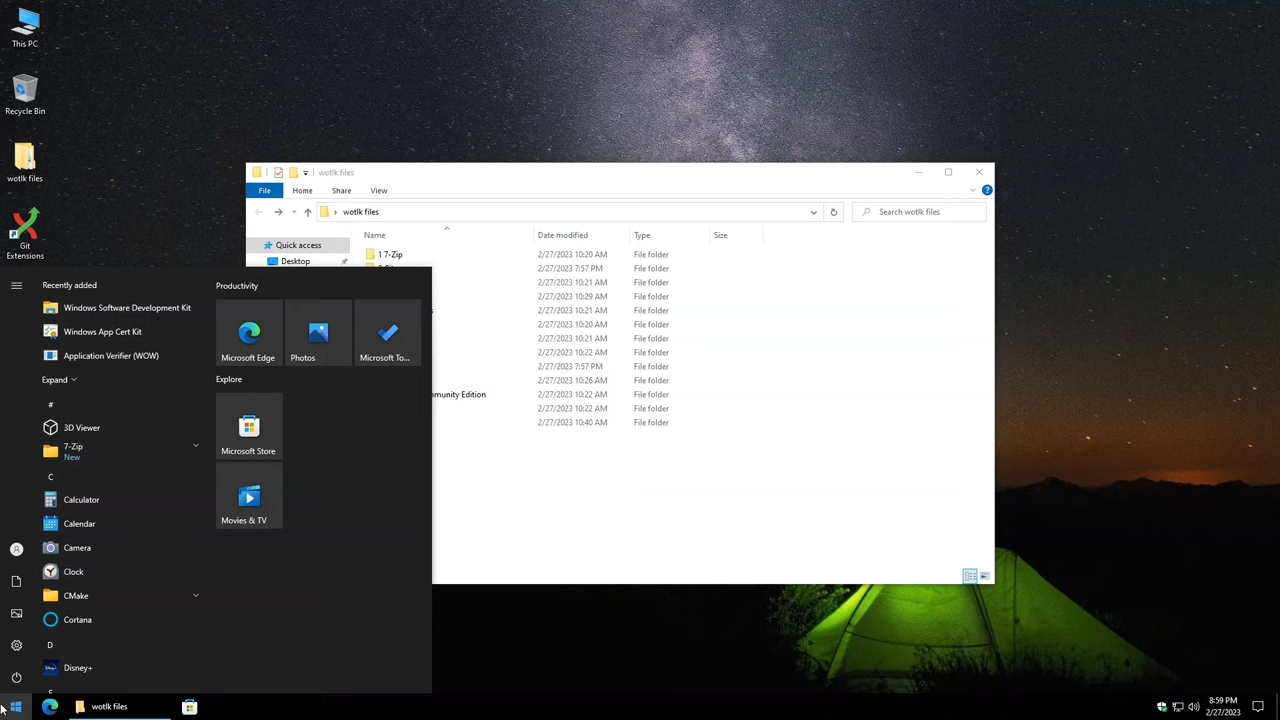 This PC
Recycle Bin
wotlk files
Git
Extensions
wotlk files
File
Home
Share
View
wotlk files
Search wotlk files
Name
Date modified
Type
Size
Quick access
Desktop
1 7-Zip
2/27/2023 10:20 AM
File folder
2/27/2023 7:57 PM
File folder
2/27/2023 10:21 AM
File folder
2/27/2023 10:29 AM
File folder
2/27/2023 10:21 AM
File folder
2/27/2023 10:20 AM
File folder
2/27/2023 10:21 AM
File folder
2/27/2023 10:22 AM
File folder
2/27/2023 7:57 PM
File folder
2/27/2023 10:26 AM
File folder
Edition
2/27/2023 10:22 AM
File folder
2/27/2023 10:22 AM
File folder
2/27/2023 10:40 AM
File folder
Recently added
Windows Software Development Kit
Windows App Cert Kit
Application Verifier (WOW)
Expand
#
3D Viewer
7-Zip
New
C
Calculator
Calendar
Camera
Clock
CMake
Cortana
D
Disney+
Productivity
Microsoft Edge
Photos
Microsoft To...
Explore
Microsoft Store
Movies & TV
wotlk files
8:59 PM
2/27/2023